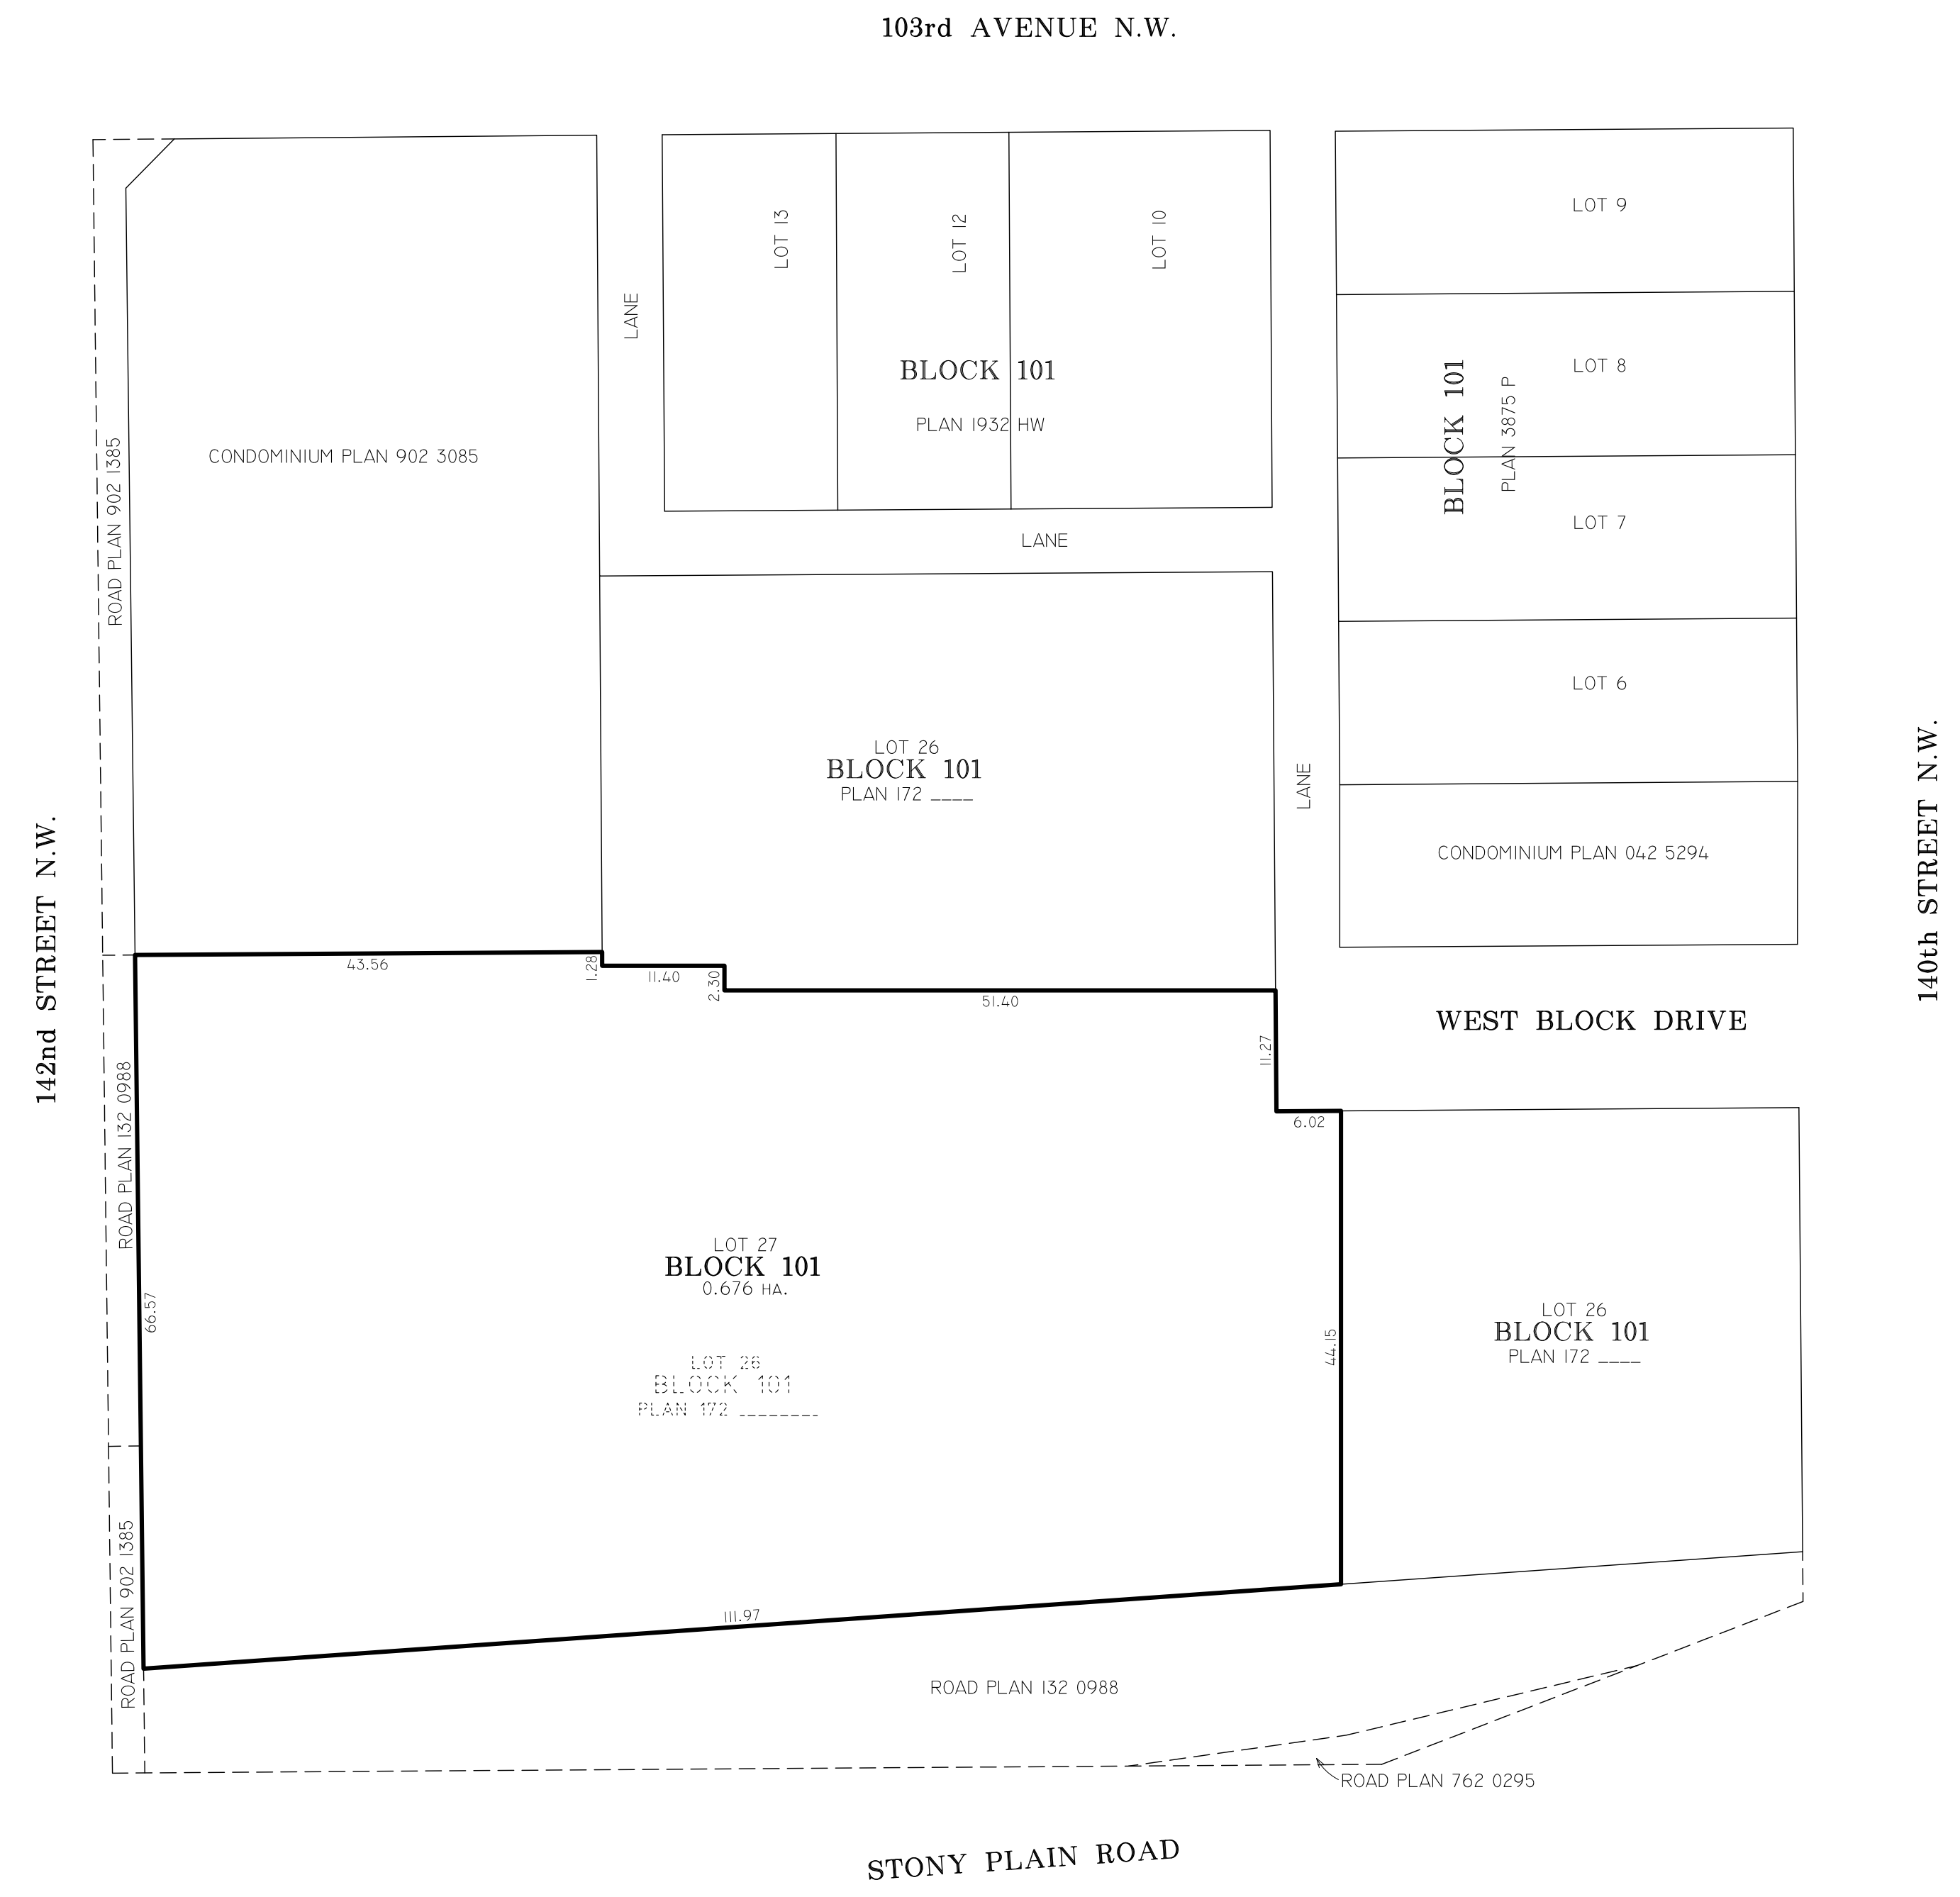 103rd AVENUE N.W.
LOT 13
LOT 12
LOT 10
LOT 9
LANE
BLOCK 101
PLAN 1932 HW
LOT 8
BLOCK 101
PLAN 3875 P
ROAD PLAN 902 1385
CONDOMINIUM PLAN 902 3085
LOT 7
LANE
LOT 6
LOT 26
BLOCK 101
PLAN 172 ____
LANE
CONDOMINIUM PLAN 042 5294
142nd STREET N.W.
140th STREET N.W.
43.56
1.28
11.40
2.30
51.40
11.27
WEST BLOCK DRIVE
6.02
ROAD PLAN 132 0988
LOT 27
BLOCK 101
0.676 HA.
66.57
44.15
LOT 26
BLOCK 101
PLAN 172 ____
LOT 26
BLOCK 101
PLAN 172 ________
ROAD PLAN 902 1385
111.97
ROAD PLAN 132 0988
ROAD PLAN 762 0295
STONY PLAIN ROAD